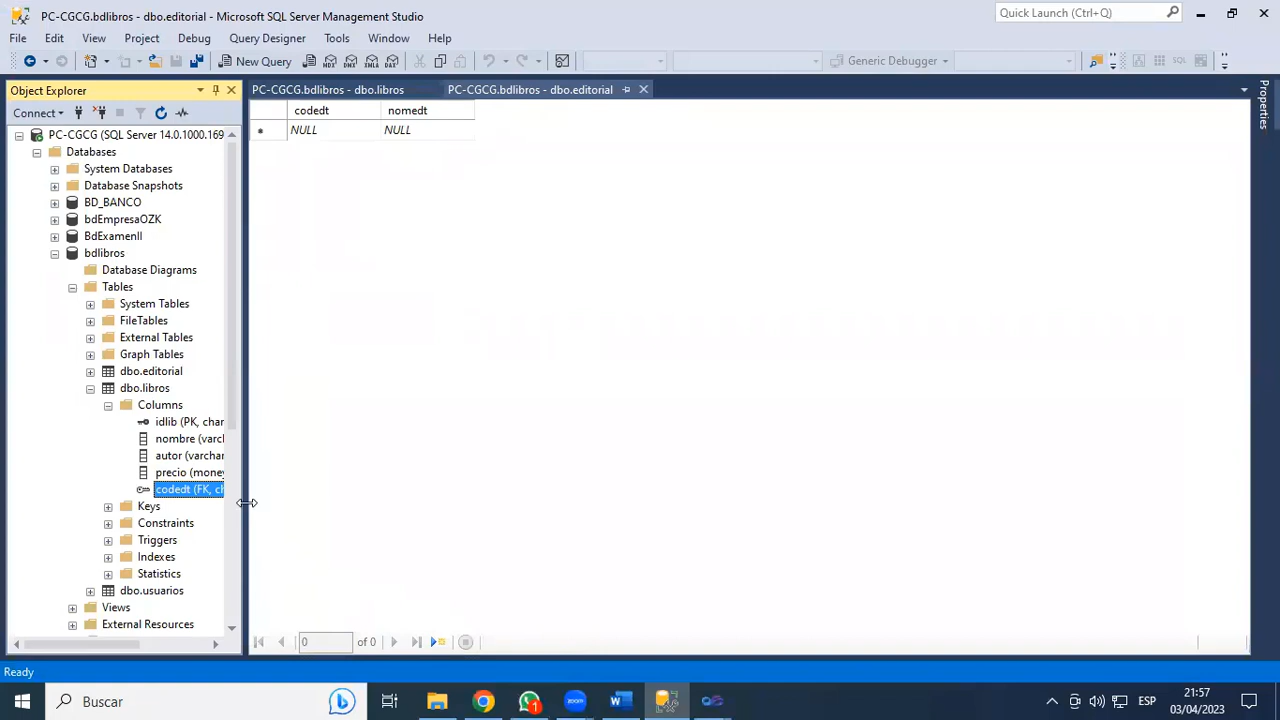 PC-CGCG.bdlibros - dbo.editorial - Microsoft SQL Server Management Studio
Quick Launch (Ctrl+Q)
File Edit View Project Debug Query Designer Tools Window Help
New Query
Generic Debugger
Object Explorer
PC-CGCG.bdlibros - dbo.libros
PC-CGCG.bdlibros - dbo.editorial
Properties
Connect
codedt nomedt
NULL NULL
PC-CGCG (SQL Server 14.0.1000.169
Databases
System Databases
Database Snapshots
BD_BANCO
bdEmpresaOZK
BdExamenII
bdlibros
Database Diagrams
Tables
System Tables
FileTables
External Tables
Graph Tables
dbo.editorial
dbo.libros
Columns
idlib (PK, char
nombre (varcl
autor (varchar
precio (money
codedt (FK, ch
Keys
Constraints
Triggers
Indexes
Statistics
dbo.usuarios
Views
External Resources
0 of 0
Ready
Buscar
1
zoom
ESP
21:57
03/04/2023